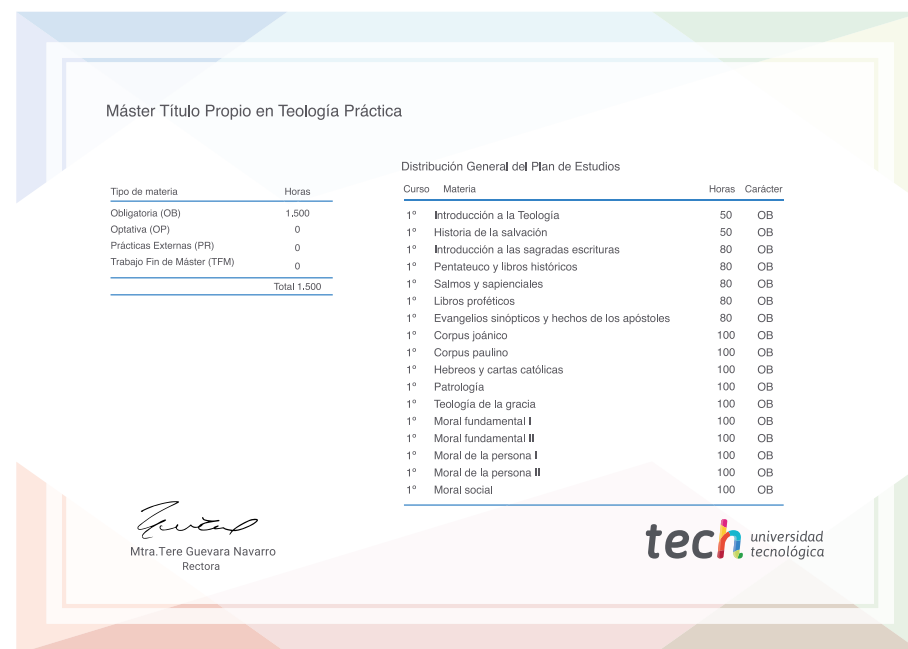 Máster Título Propio en Teología Práctica
Tipo de materia Horas
Obligatoria (OB) 1.500
Optativa (OP) 0
Prácticas Externas (PR) 0
Trabajo Fin de Máster (TFM) 0
Total 1.500
Distribución General del Plan de Estudios
Curso Materia Horas Carácter
1º Introducción a la Teología 50 OB
1º Historia de la salvación 50 OB
1º Introducción a las sagradas escrituras 80 OB
1º Pentateuco y libros históricos 80 OB
1º Salmos y sapienciales 80 OB
1º Libros proféticos 80 OB
1º Evangelios sinópticos y hechos de los apóstoles 80 OB
1º Corpus joánico 100 OB
1º Corpus paulino 100 OB
1º Hebreos y cartas católicas 100 OB
1º Patrología 100 OB
1º Teología de la gracia 100 OB
1º Moral fundamental I 100 OB
1º Moral fundamental II 100 OB
1º Moral de la persona I 100 OB
1º Moral de la persona II 100 OB
1º Moral social 100 OB
Mtra.Tere Guevara Navarro
Rectora
tech universidad
tecnológica